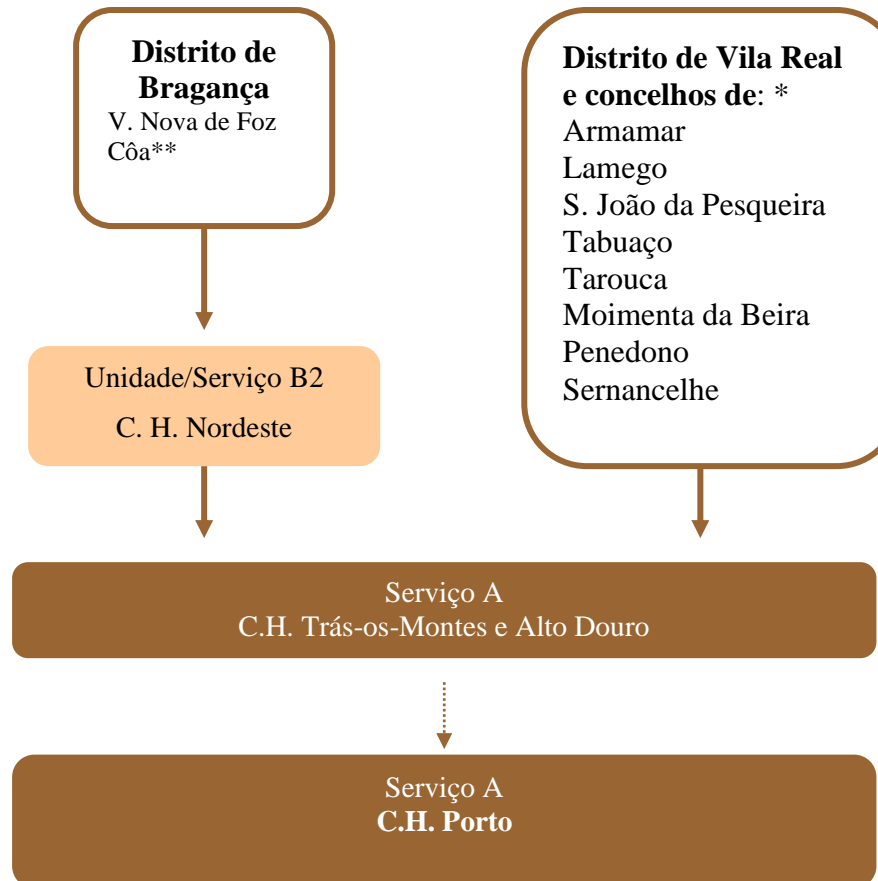 Distrito de
Bragança
V. Nova de Foz
Côa**
Distrito de Vila Real
e concelhos de: *
Armamar
Lamego
S. João da Pesqueira
Tabuaço
Tarouca
Moimenta da Beira
Penedono
Sernancelhe
Unidade/Serviço B2
C. H. Nordeste
Serviço A
C.H. Trás-os-Montes e Alto Douro
Serviço A
C.H. Porto